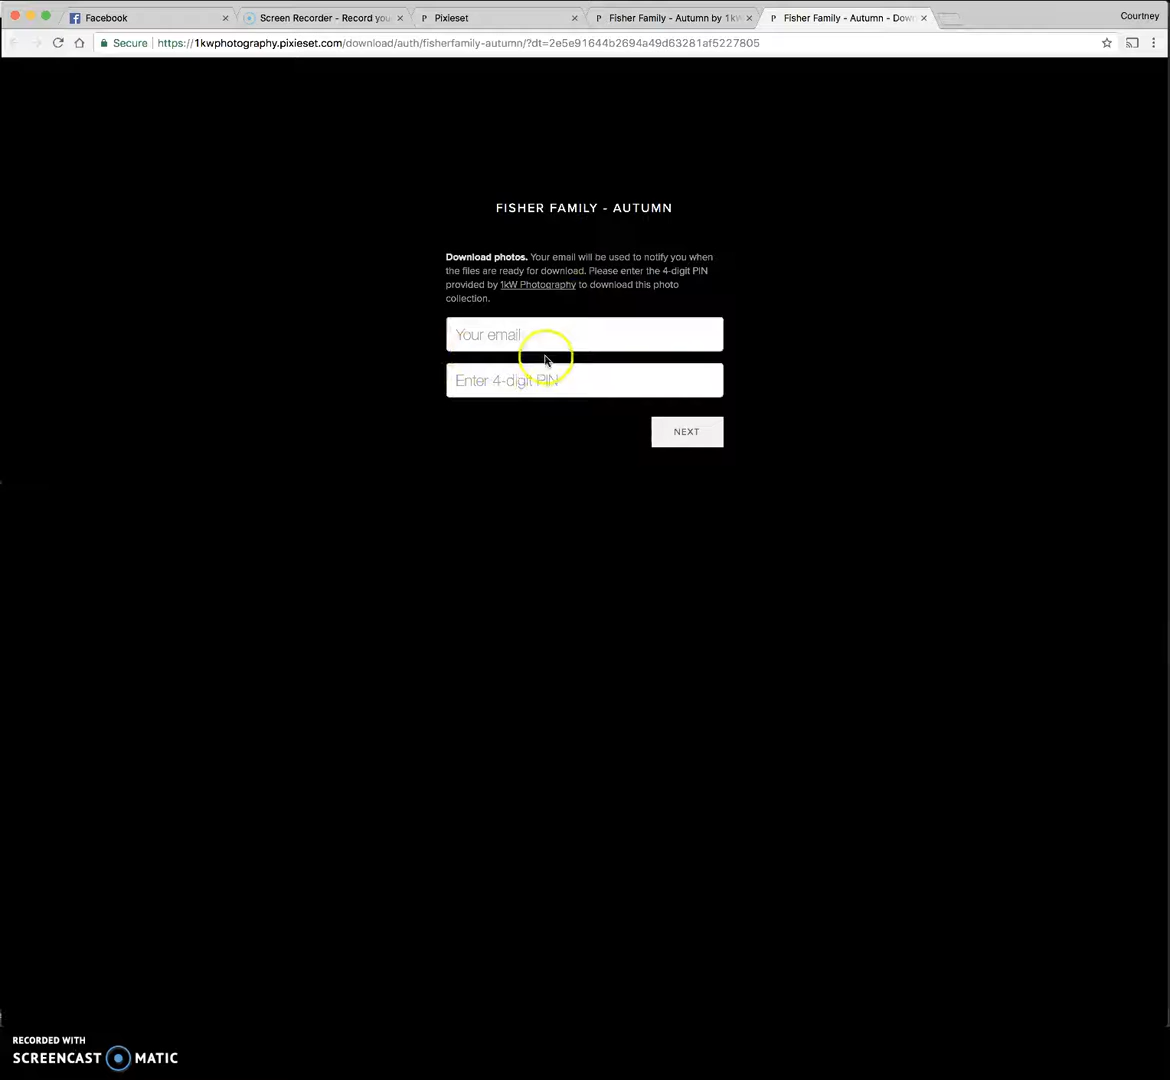 Facebook
Screen Recorder - Record you
Pixieset
Fisher Family - Autumn by 1kW
Fisher Family - Autumn - Dow
Courtney
Secure
https://1kwphotography.pixieset.com/download/auth/fisherfamily-autumn/?dt=2e5e91644b2694a49d63281af5227805
FISHER FAMILY - AUTUMN
Download photos. Your email will be used to notify you when
the files are ready for download. Please enter the 4-digit PIN
provided by 1kW Photography to download this photo
collection.
Your email
Enter 4-digit PIN
NEXT
RECORDED WITH
SCREENCAST MATIC